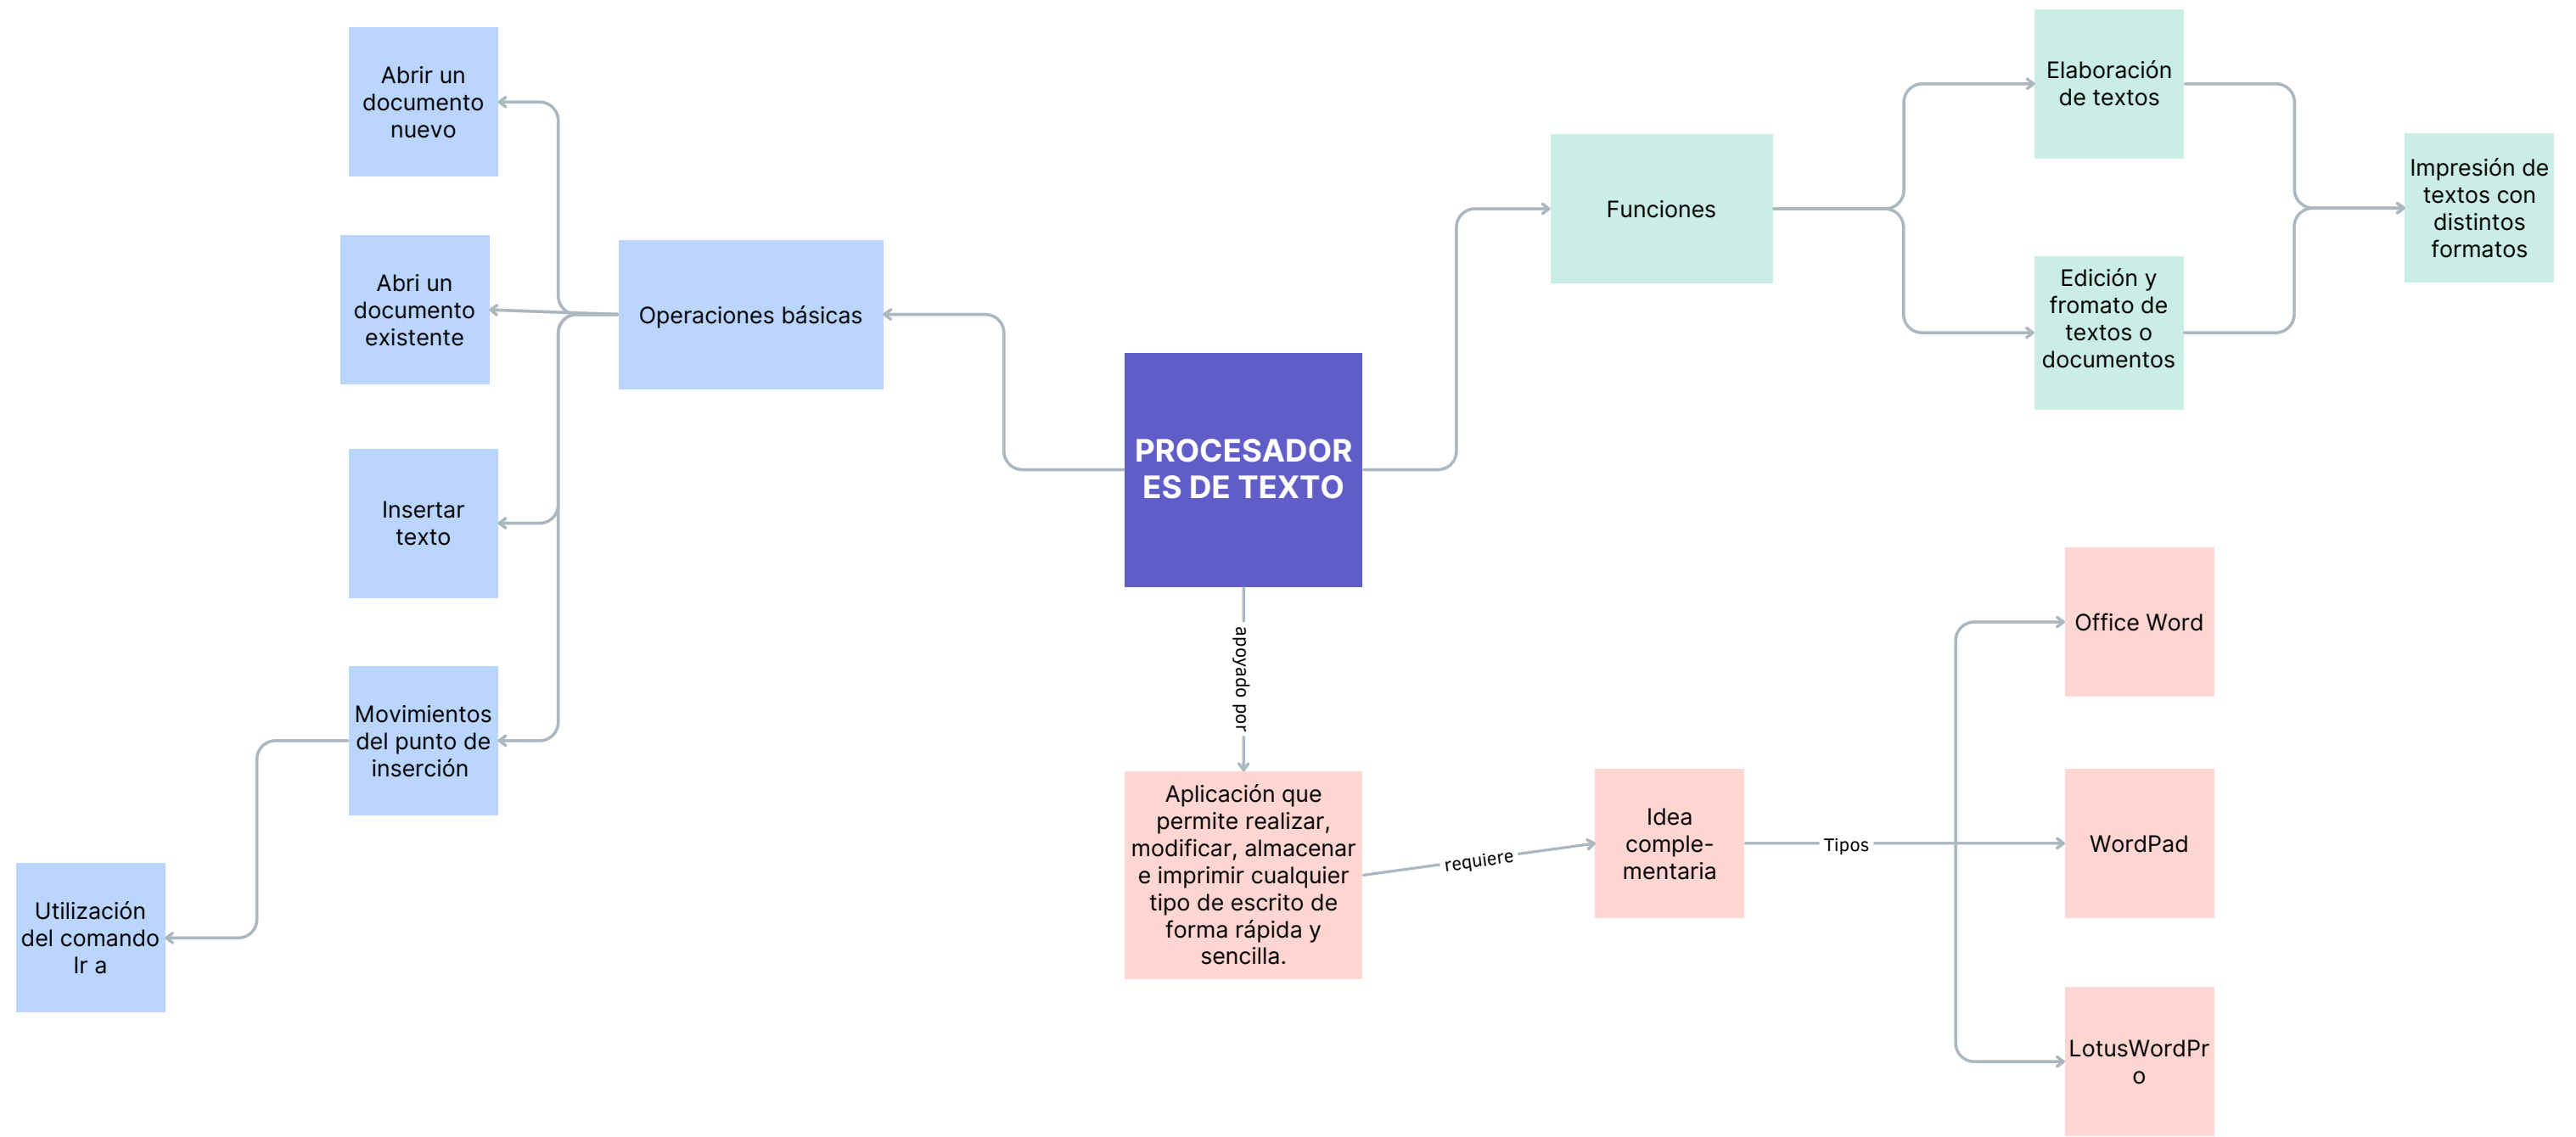 Abrir un
documento
nuevo
Abri un
documento
existente
Insertar
texto
Movimientos
del punto de
inserción
Utilización
del comando
Ir a
Operaciones básicas
PROCESADOR
ES DE TEXTO
Funciones
Elaboración
de textos
Edición y
fromato de
textos o
documentos
Impresión de
textos con
distintos
formatos
apoyado por
Aplicación que
permite realizar,
modificar, almacenar
e imprimir cualquier
tipo de escrito de
forma rápida y
sencilla.
requiere
Idea
comple-
mentaria
Tipos
Office Word
WordPad
LotusWordPr
o